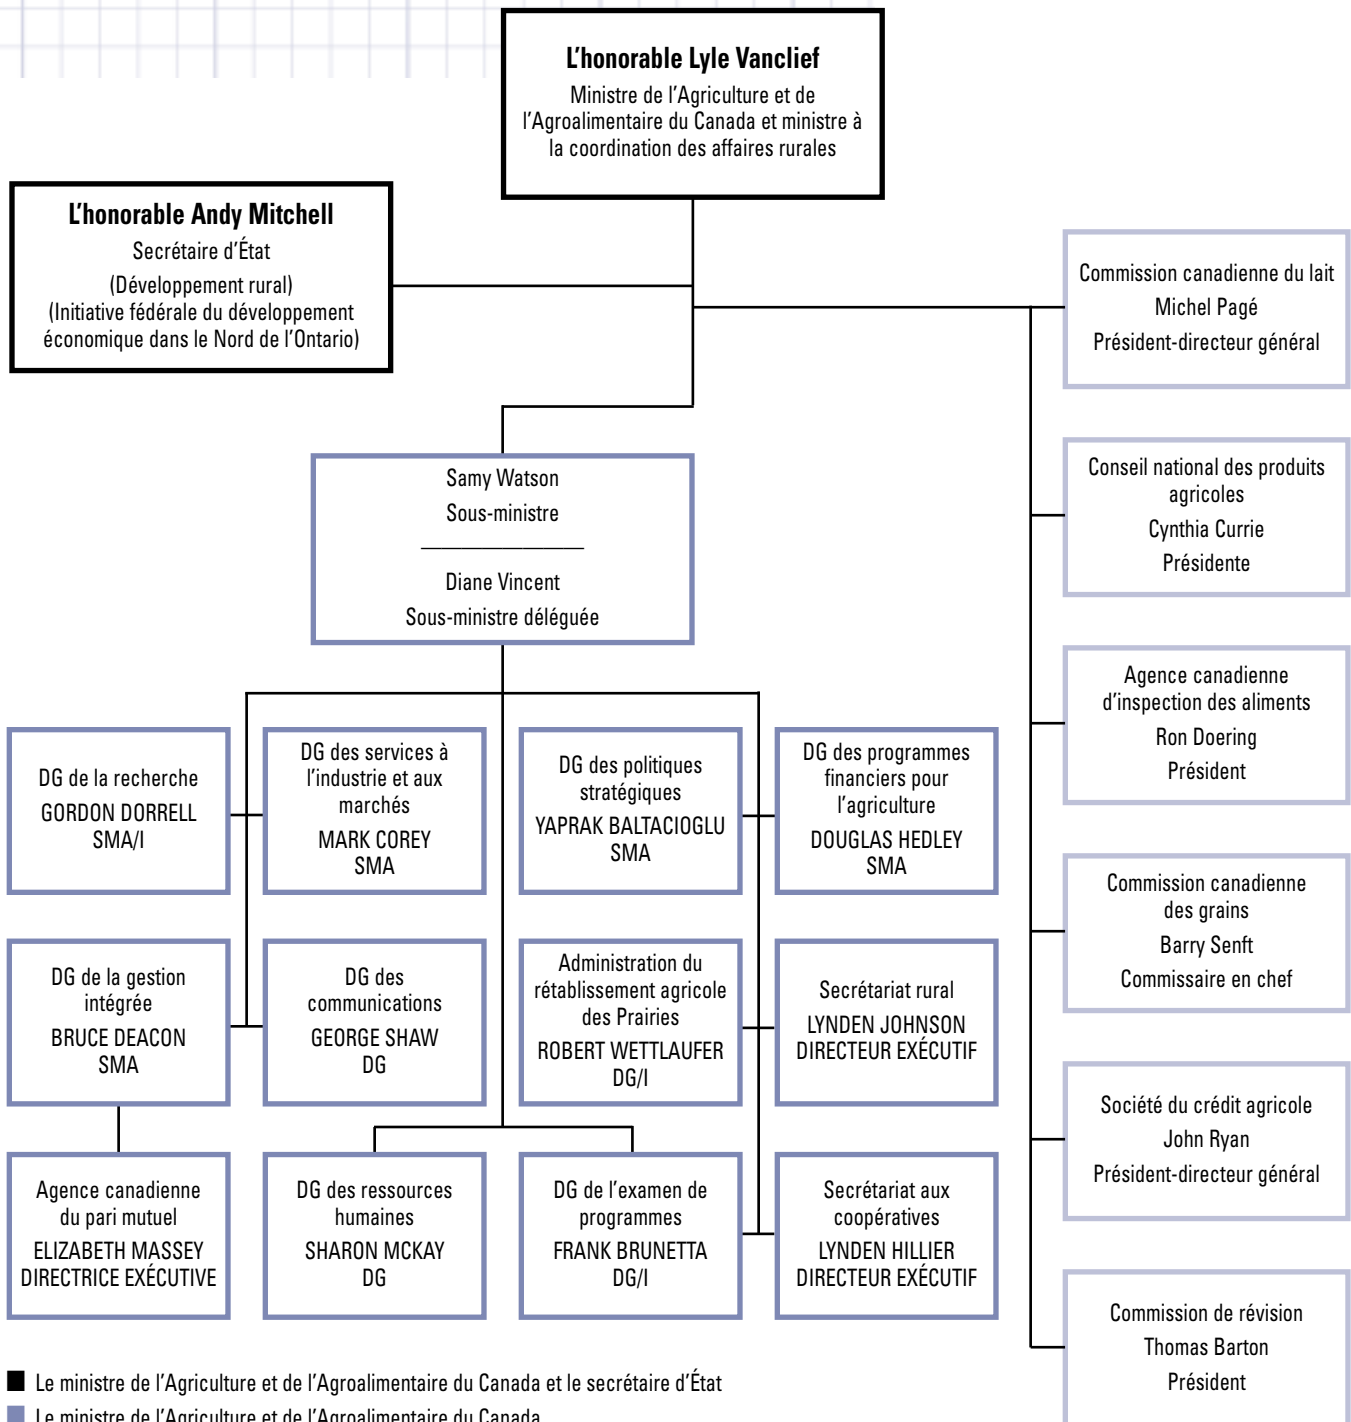 L'honorable Lyle Vanclief
Ministre de l'Agriculture et de
l'Agroalimentaire du Canada et ministre à
la coordination des affaires rurales
L'honorable Andy Mitchell
Secrétaire d'État
(Développement rural)
(Initiative fédérale du développement
économique dans le Nord de l'Ontario)
Commission canadienne du lait
Michel Pagé
Président-directeur général
Conseil national des produits
agricoles
Cynthia Currie
Présidente
Samy Watson
Sous-ministre
Diane Vincent
Sous-ministre déléguée
Agence canadienne
d'inspection des aliments
Ron Doering
Président
DG de la recherche
GORDON DORRELL
SMA/I
DG des services à
l'industrie et aux
marchés
MARK COREY
SMA
DG des politiques
stratégiques
YAPRAK BALTACIOGLU
SMA
DG des programmes
financiers pour
l'agriculture
DOUGLAS HEDLEY
SMA
Commission canadienne
des grains
Barry Senft
Commissaire en chef
DG de la gestion
intégrée
BRUCE DEACON
SMA
DG des
communications
GEORGE SHAW
DG
Administration du
rétablissement agricole
des Prairies
ROBERT WETTLAUFER
DG/I
Secrétariat rural
LYNDEN JOHNSON
DIRECTEUR EXÉCUTIF
Société du crédit agricole
John Ryan
Président-directeur général
Agence canadienne
du pari mutuel
ELIZABETH MASSEY
DIRECTRICE EXÉCUTIVE
DG des ressources
humaines
SHARON MCKAY
DG
DG de l'examen de
programmes
FRANK BRUNETTA
DG/I
Secrétariat aux
coopératives
LYNDEN HILLIER
DIRECTEUR EXÉCUTIF
Commission de révision
Thomas Barton
Président
Le ministre de l'Agriculture et de l'Agroalimentaire du Canada et le secrétaire d'État
Le ministre de l'Agriculture et de l'Agroalimentaire du Canada